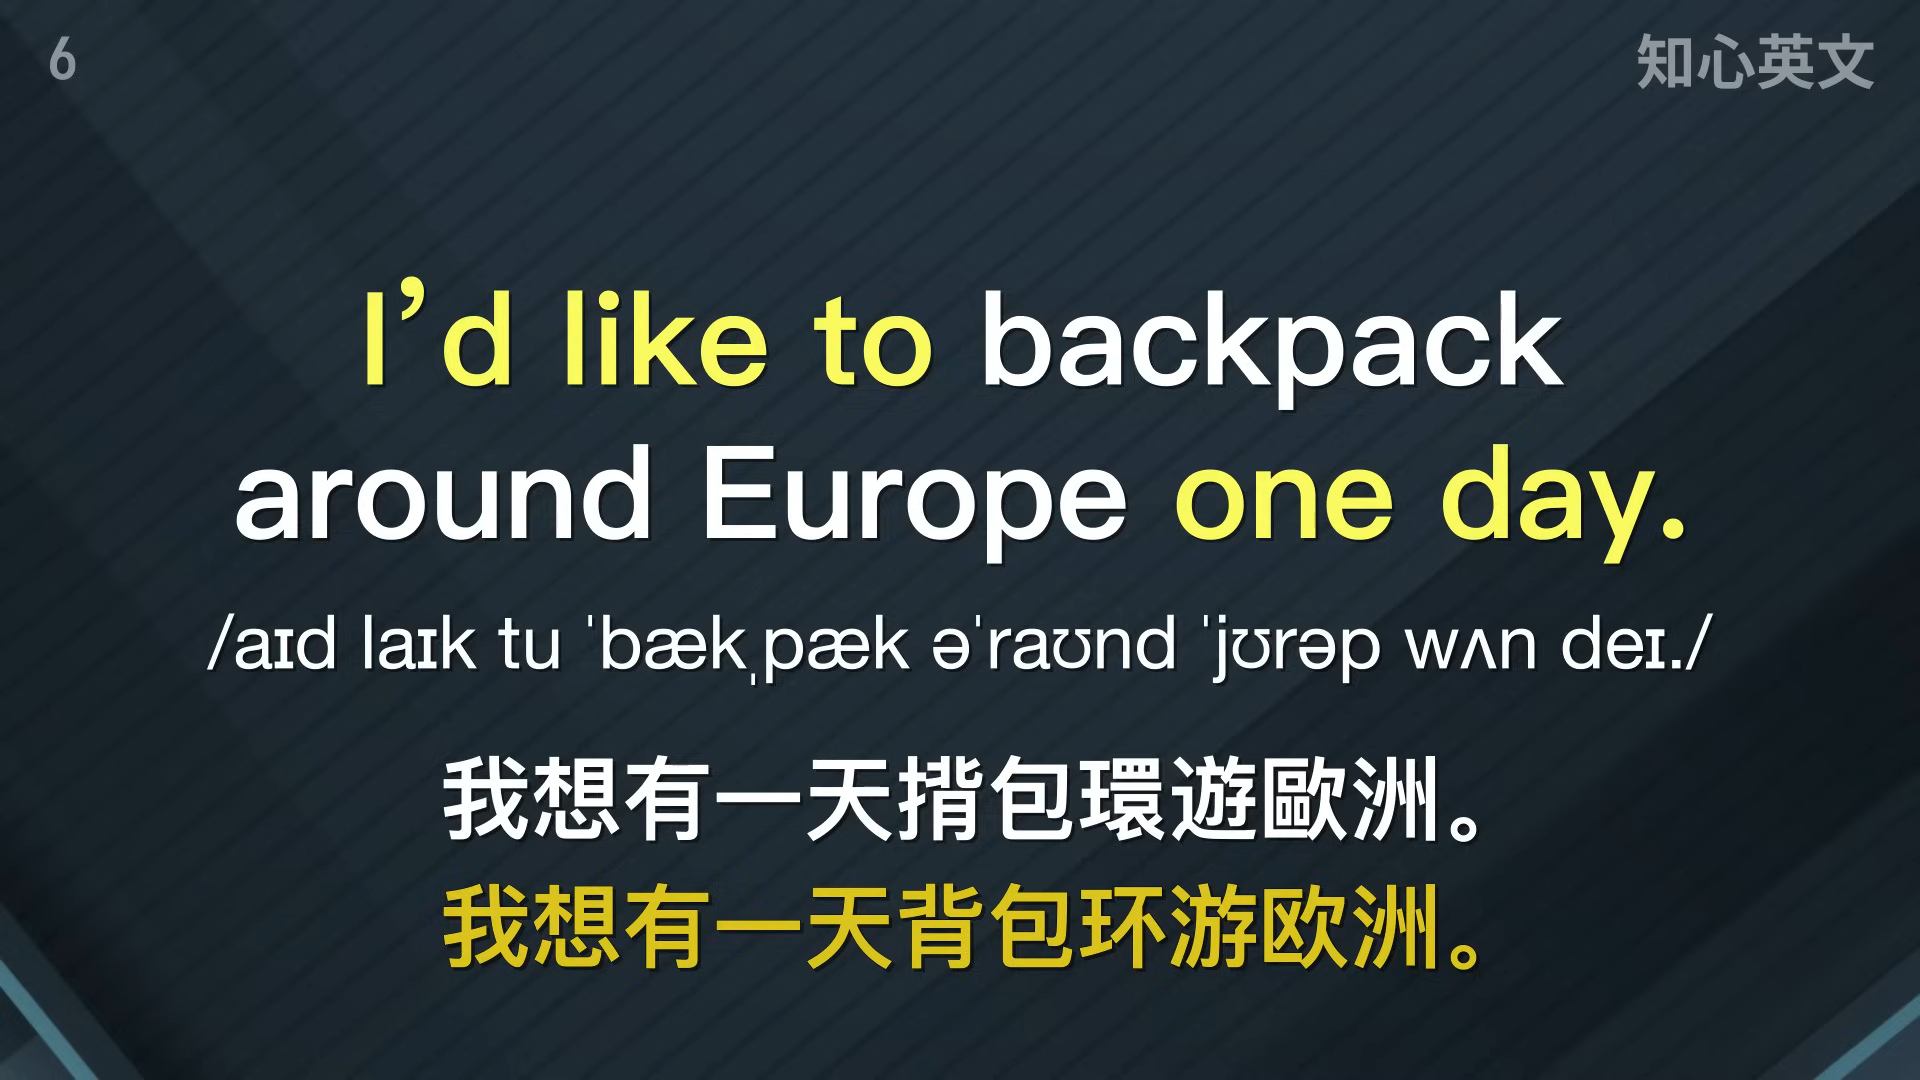 6
知心英文
I’d like to backpack
around Europe one day.
/aɪd laɪk tu ˈbækˌpæk əˈraʊnd ˈjʊrəp wʌn deɪ./
我想有一天揹包環遊歐洲。
我想有一天背包环游欧洲。